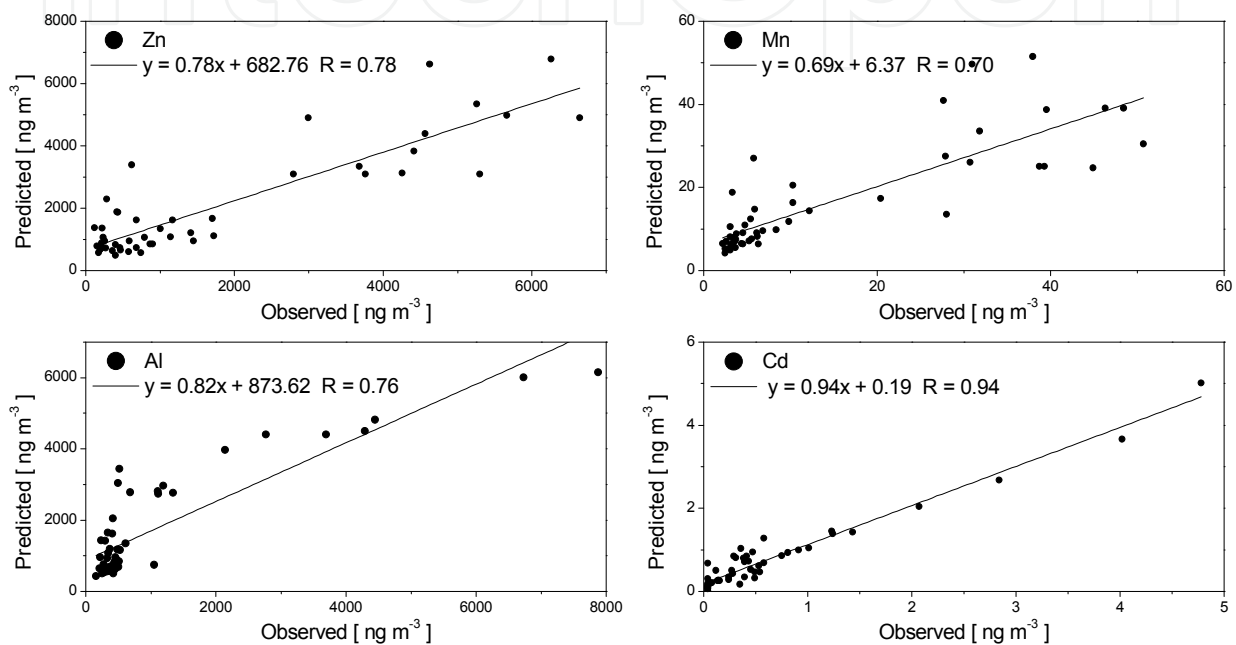 Zn
y = 0.78x + 682.76 R = 0.78
8000
6000
4000
2000
0
Predicted [ ng m-3 ]
0 2000 4000 6000
Observed [ ng m-3 ]
Mn
y = 0.69x + 6.37 R = 0.70
60
40
20
0
Predicted [ ng m-3 ]
0 20 40 60
Observed [ ng m-3 ]
Al
y = 0.82x + 873.62 R = 0.76
6000
4000
2000
0
Predicted [ ng m-3 ]
0 2000 4000 6000 8000
Observed [ ng m-3 ]
Cd
y = 0.94x + 0.19 R = 0.94
6
4
2
0
Predicted [ ng m-3 ]
0 1 2 3 4 5
Observed [ ng m-3 ]